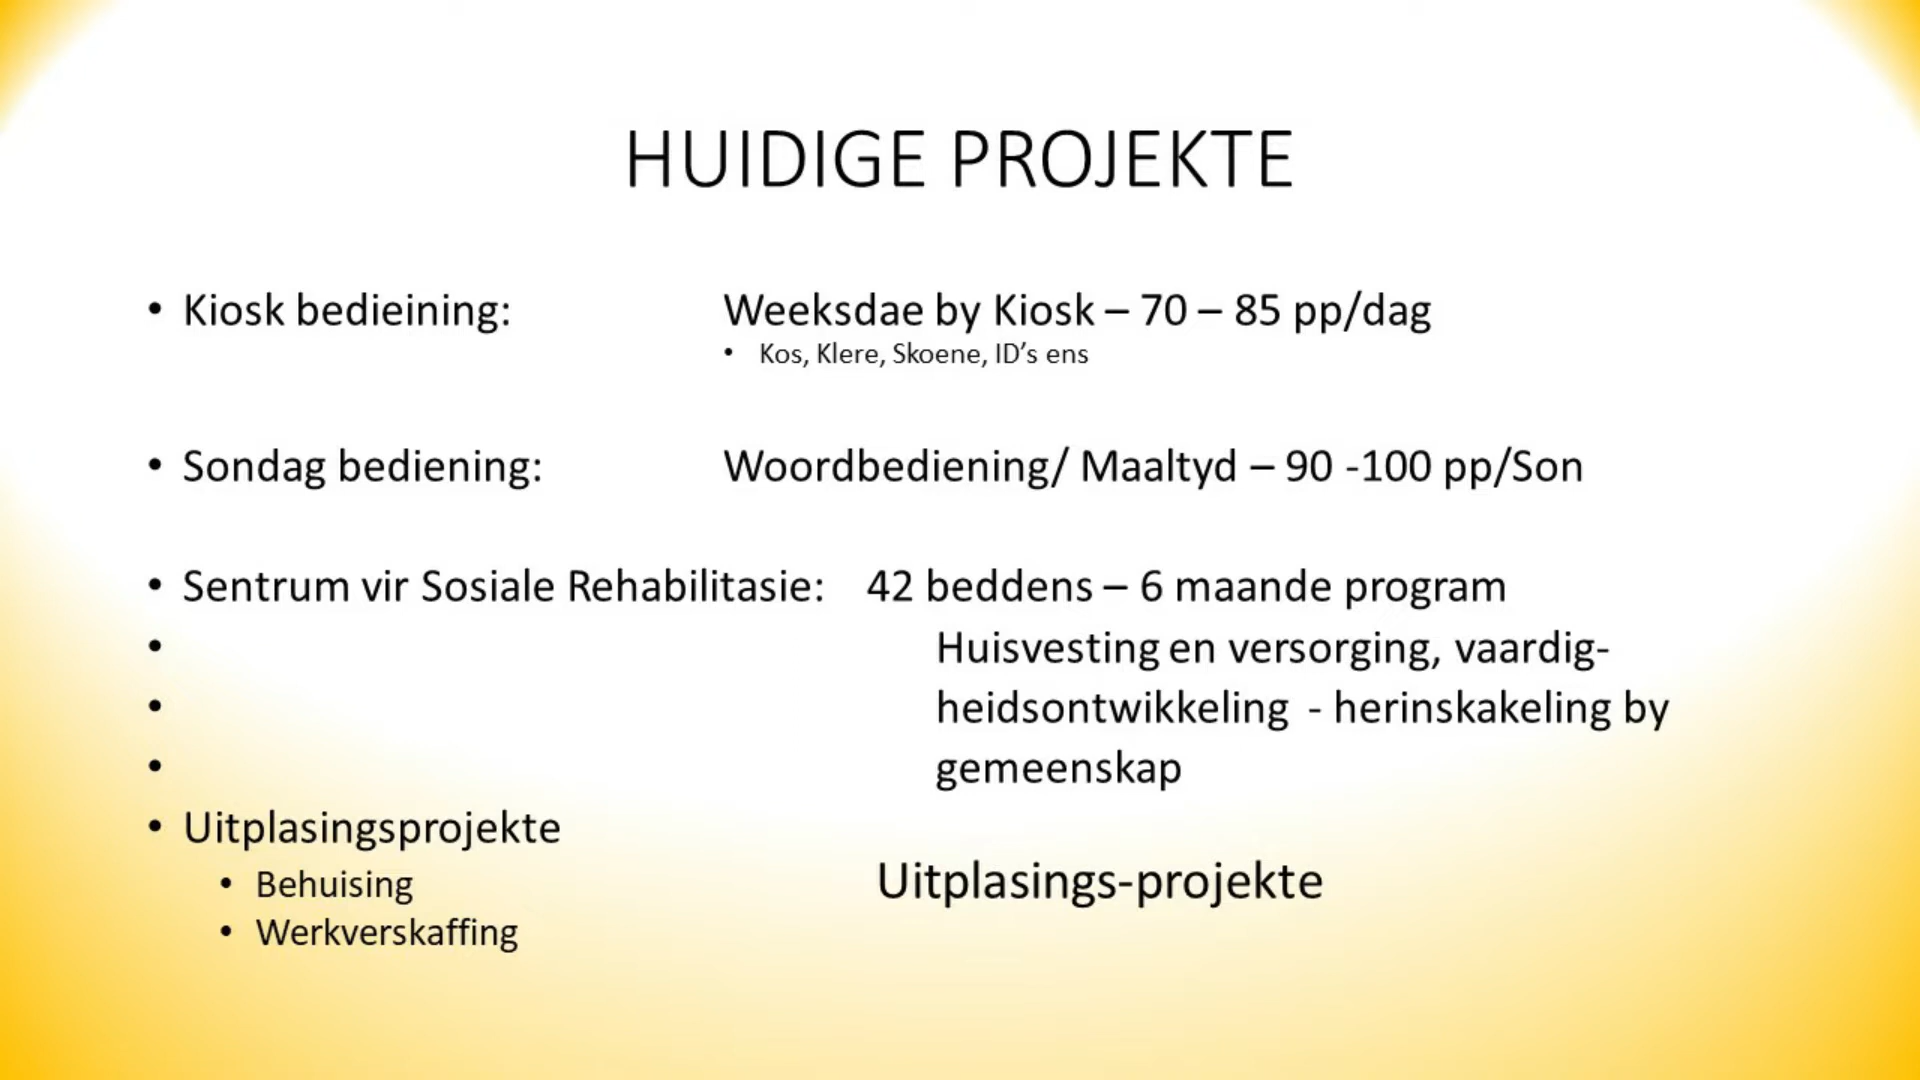 HUIDIGE PROJEKTE
• Kiosk bedieining: Weeksdae by Kiosk – 70 – 85 pp/dag
• Kos, Klere, Skoene, ID’s ens
• Sondag bediening: Woordbediening/ Maaltyd – 90 -100 pp/Son
• Sentrum vir Sosiale Rehabilitasie: 42 beddens – 6 maande program
• Huisvesting en versorging, vaardig-
• heidsontwikkeling - herinskakeling by
• gemeenskap
• Uitplasingsprojekte
• Behuising
Uitplasings-projekte
• Werkverskaffing